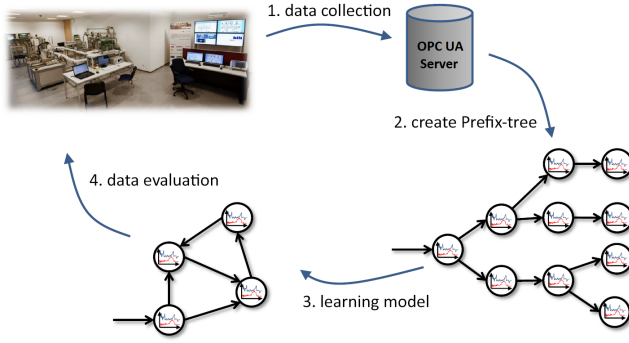 1. data collection
OPC UA
Server
2. create Prefix-tree
4. data evaluation
3. learning model